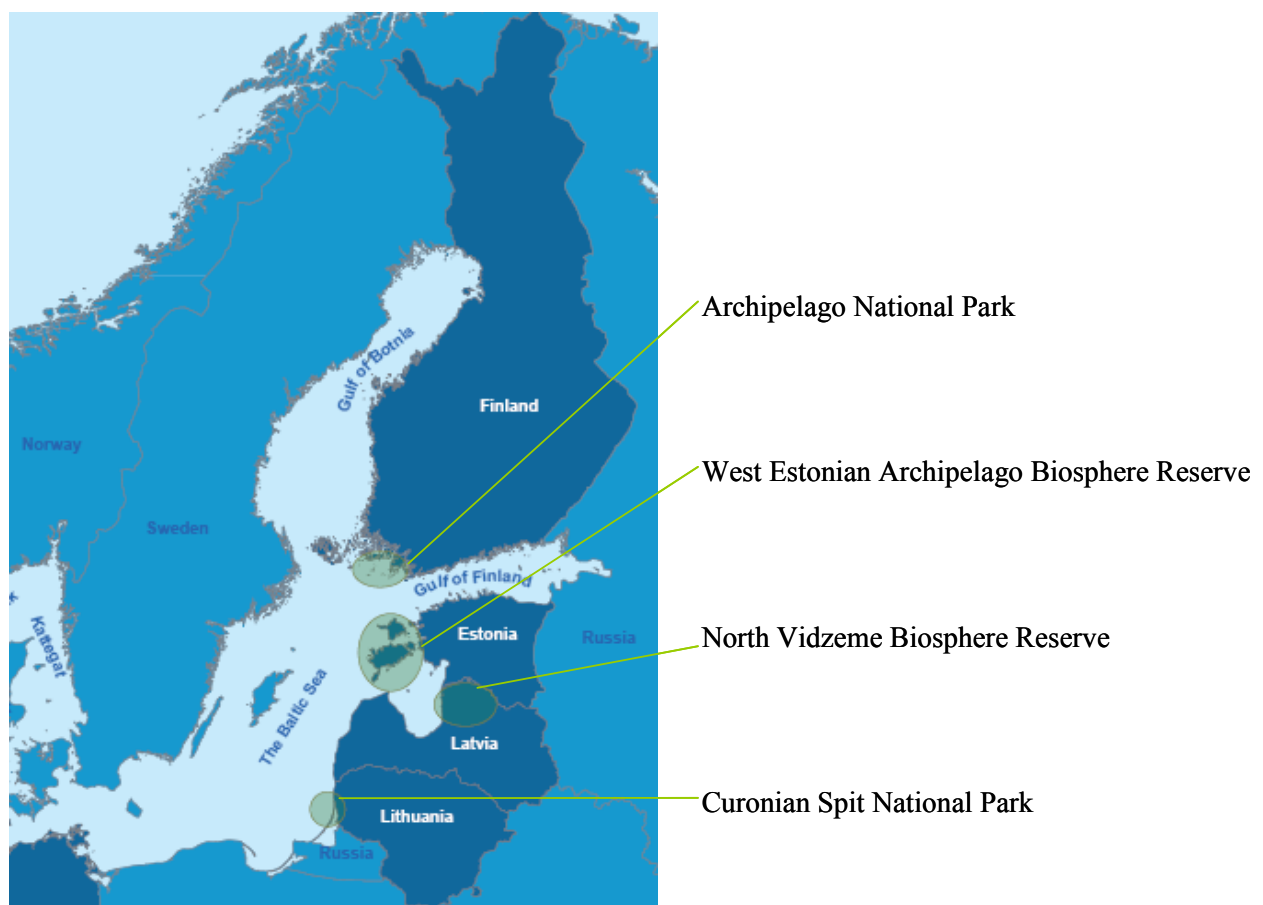 Archipelago National Park
Gulf of Botnia
Finland
Norway
West Estonian Archipelago Biosphere Reserve
Sweden
Gulf of Finland
Kattegat
Estonia
Russia
North Vidzeme Biosphere Reserve
The Baltic Sea
Latvia
Curonian Spit National Park
Lithuania
Russia